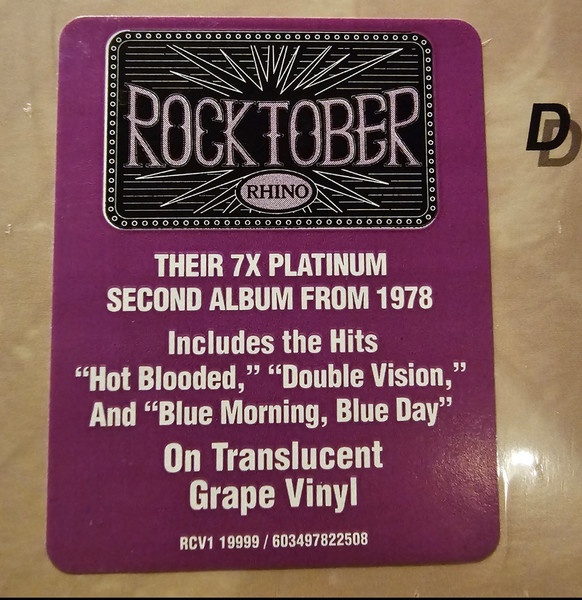 ROCKTOBER
RHINO
THEIR 7X PLATINUM
SECOND ALBUM FROM 1978
Includes the Hits
“Hot Blooded,” “Double Vision,”
And “Blue Morning, Blue Day”
On Translucent
Grape Vinyl
RCV1 19999 / 603497822508
D